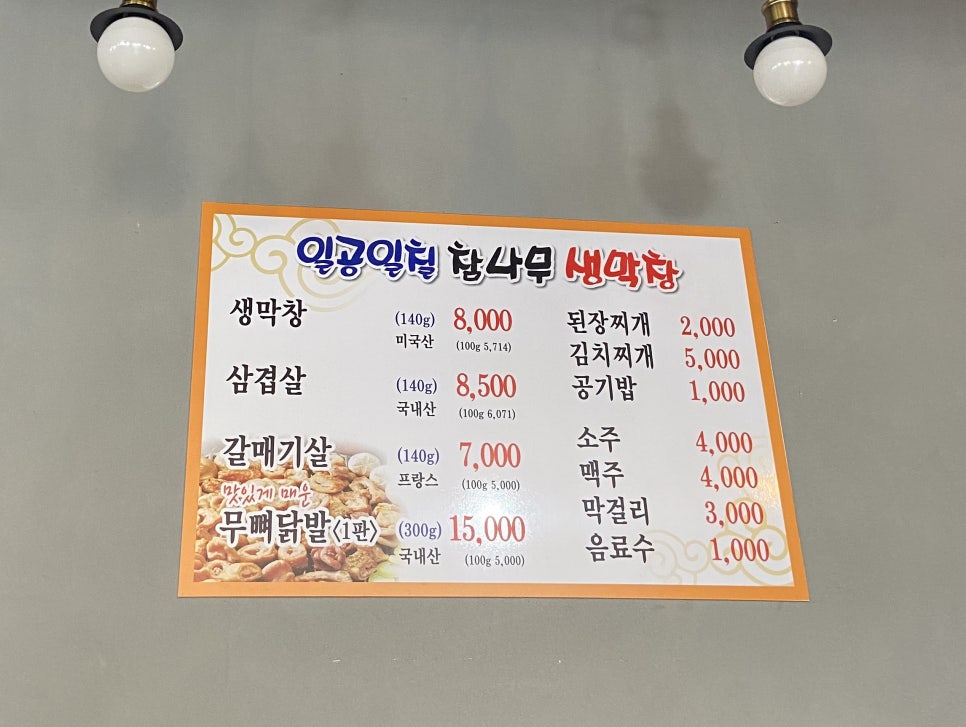 일공일칠 참나무 생막창
생막창 (140g) 8,000
미국산 (100g 5,714)
삼겹살 (140g) 8,500
국내산 (100g 6,071)
갈매기살 (140g) 7,000
프랑스 (100g 5,000)
맛있게 매운
무뼈닭발<1판> (300g) 15,000
국내산 (100g 5,000)
된장찌개 2,000
김치찌개 5,000
공기밥 1,000
소주 4,000
맥주 4,000
막걸리 3,000
음료수 1,000